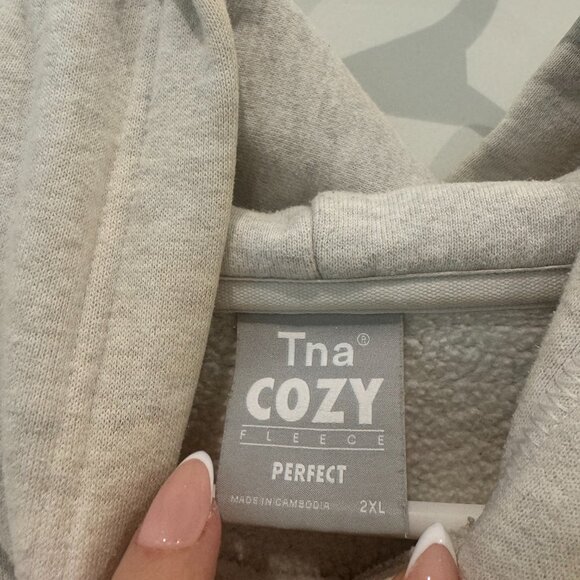 Tna®
COZY
FLEECE
PERFECT
MADE IN CAMBODIA 2XL